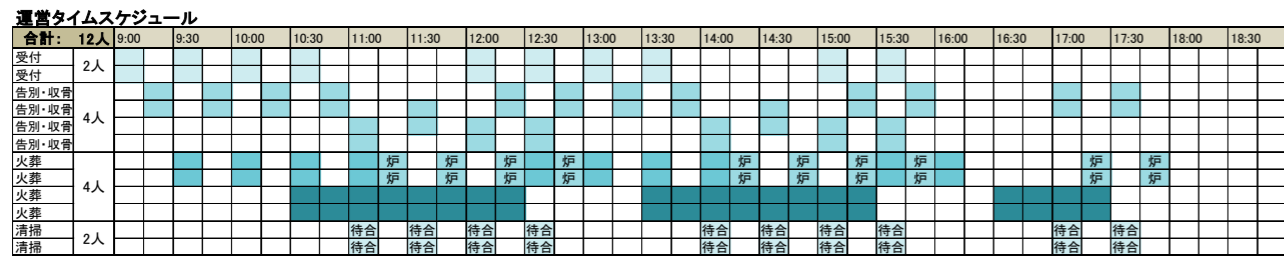 運営タイムスケジュール
合計： 12人 9:00 9:30 10:00 10:30 11:00 11:30 12:00 12:30 13:00 13:30 14:00 14:30 15:00 15:30 16:00 16:30 17:00 17:30 18:00 18:30
受付
2人
受付
告別・収骨
告別・収骨
4人
告別・収骨
告別・収骨
火葬 炉 炉 炉 炉 炉 炉 炉 炉 炉 炉
火葬 炉 炉 炉 炉 炉 炉 炉 炉 炉 炉
4人
火葬
火葬
清掃 待合 待合 待合 待合 待合 待合 待合 待合 待合 待合
2人
清掃 待合 待合 待合 待合 待合 待合 待合 待合 待合 待合